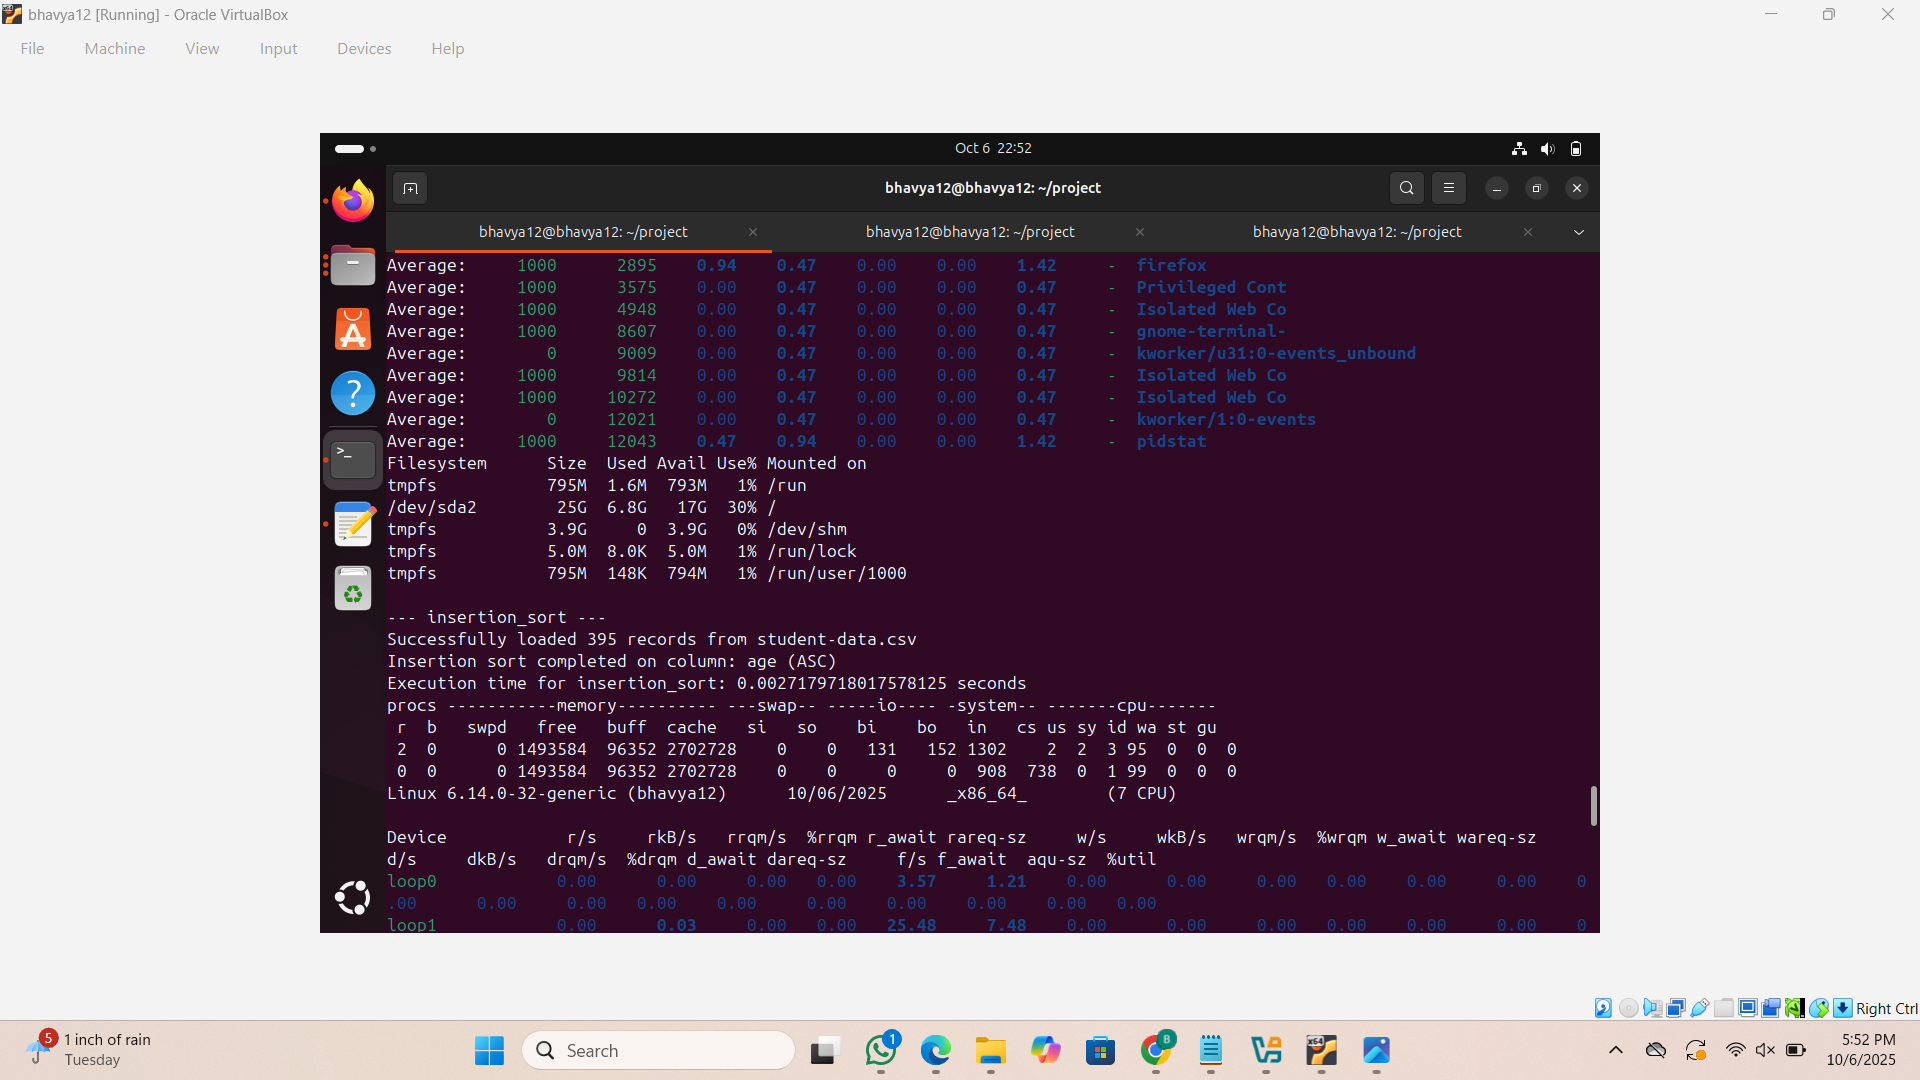 bhavya12 [Running] - Oracle VirtualBox
File Machine View Input Devices Help
Oct 6 22:52
bhavya12@bhavya12: ~/project
bhavya12@bhavya12: ~/project bhavya12@bhavya12: ~/project bhavya12@bhavya12: ~/project
Average: 1000 2895 0.94 0.47 0.00 0.00 1.42 - firefox
Average: 1000 3575 0.00 0.47 0.00 0.00 0.47 - Privileged Cont
Average: 1000 4948 0.00 0.47 0.00 0.00 0.47 - Isolated Web Co
Average: 1000 8607 0.00 0.47 0.00 0.00 0.47 - gnome-terminal-
Average: 0 9009 0.00 0.47 0.00 0.00 0.47 - kworker/u31:0-events_unbound
Average: 1000 9814 0.00 0.47 0.00 0.00 0.47 - Isolated Web Co
Average: 1000 10272 0.00 0.47 0.00 0.00 0.47 - Isolated Web Co
Average: 0 12021 0.00 0.47 0.00 0.00 0.47 - kworker/1:0-events
Average: 1000 12043 0.47 0.94 0.00 0.00 1.42 - pidstat
Filesystem Size Used Avail Use% Mounted on
tmpfs 795M 1.6M 793M 1% /run
/dev/sda2 25G 6.8G 17G 30% /
tmpfs 3.9G 0 3.9G 0% /dev/shm
tmpfs 5.0M 8.0K 5.0M 1% /run/lock
tmpfs 795M 148K 794M 1% /run/user/1000
--- insertion_sort ---
Successfully loaded 395 records from student-data.csv
Insertion sort completed on column: age (ASC)
Execution time for insertion_sort: 0.0027179718017578125 seconds
procs -----------memory---------- ---swap-- -----io---- -system-- -------cpu-------
r b swpd free buff cache si so bi bo in cs us sy id wa st gu
2 0 0 1493584 96352 2702728 0 0 131 152 1302 2 2 3 95 0 0 0
0 0 0 1493584 96352 2702728 0 0 0 0 908 738 0 1 99 0 0 0
Linux 6.14.0-32-generic (bhavya12) 10/06/2025 _x86_64_ (7 CPU)
Device r/s rkB/s rrqm/s %rrqm r_await rareq-sz w/s wkB/s wrqm/s %wrqm w_await wareq-sz
d/s dkB/s drqm/s %drqm d_await dareq-sz f/s f_await aqu-sz %util
loop0 0.00 0.00 0.00 0.00 3.57 1.21 0.00 0.00 0.00 0.00 0.00 0.00 0
.00 0.00 0.00 0.00 0.00 0.00 0.00 0.00 0.00 0.00
loop1 0.00 0.03 0.00 0.00 25.48 7.48 0.00 0.00 0.00 0.00 0.00 0.00 0
Right Ctrl
5
1 inch of rain
Tuesday
Search
1
B
x64
5:52 PM
10/6/2025